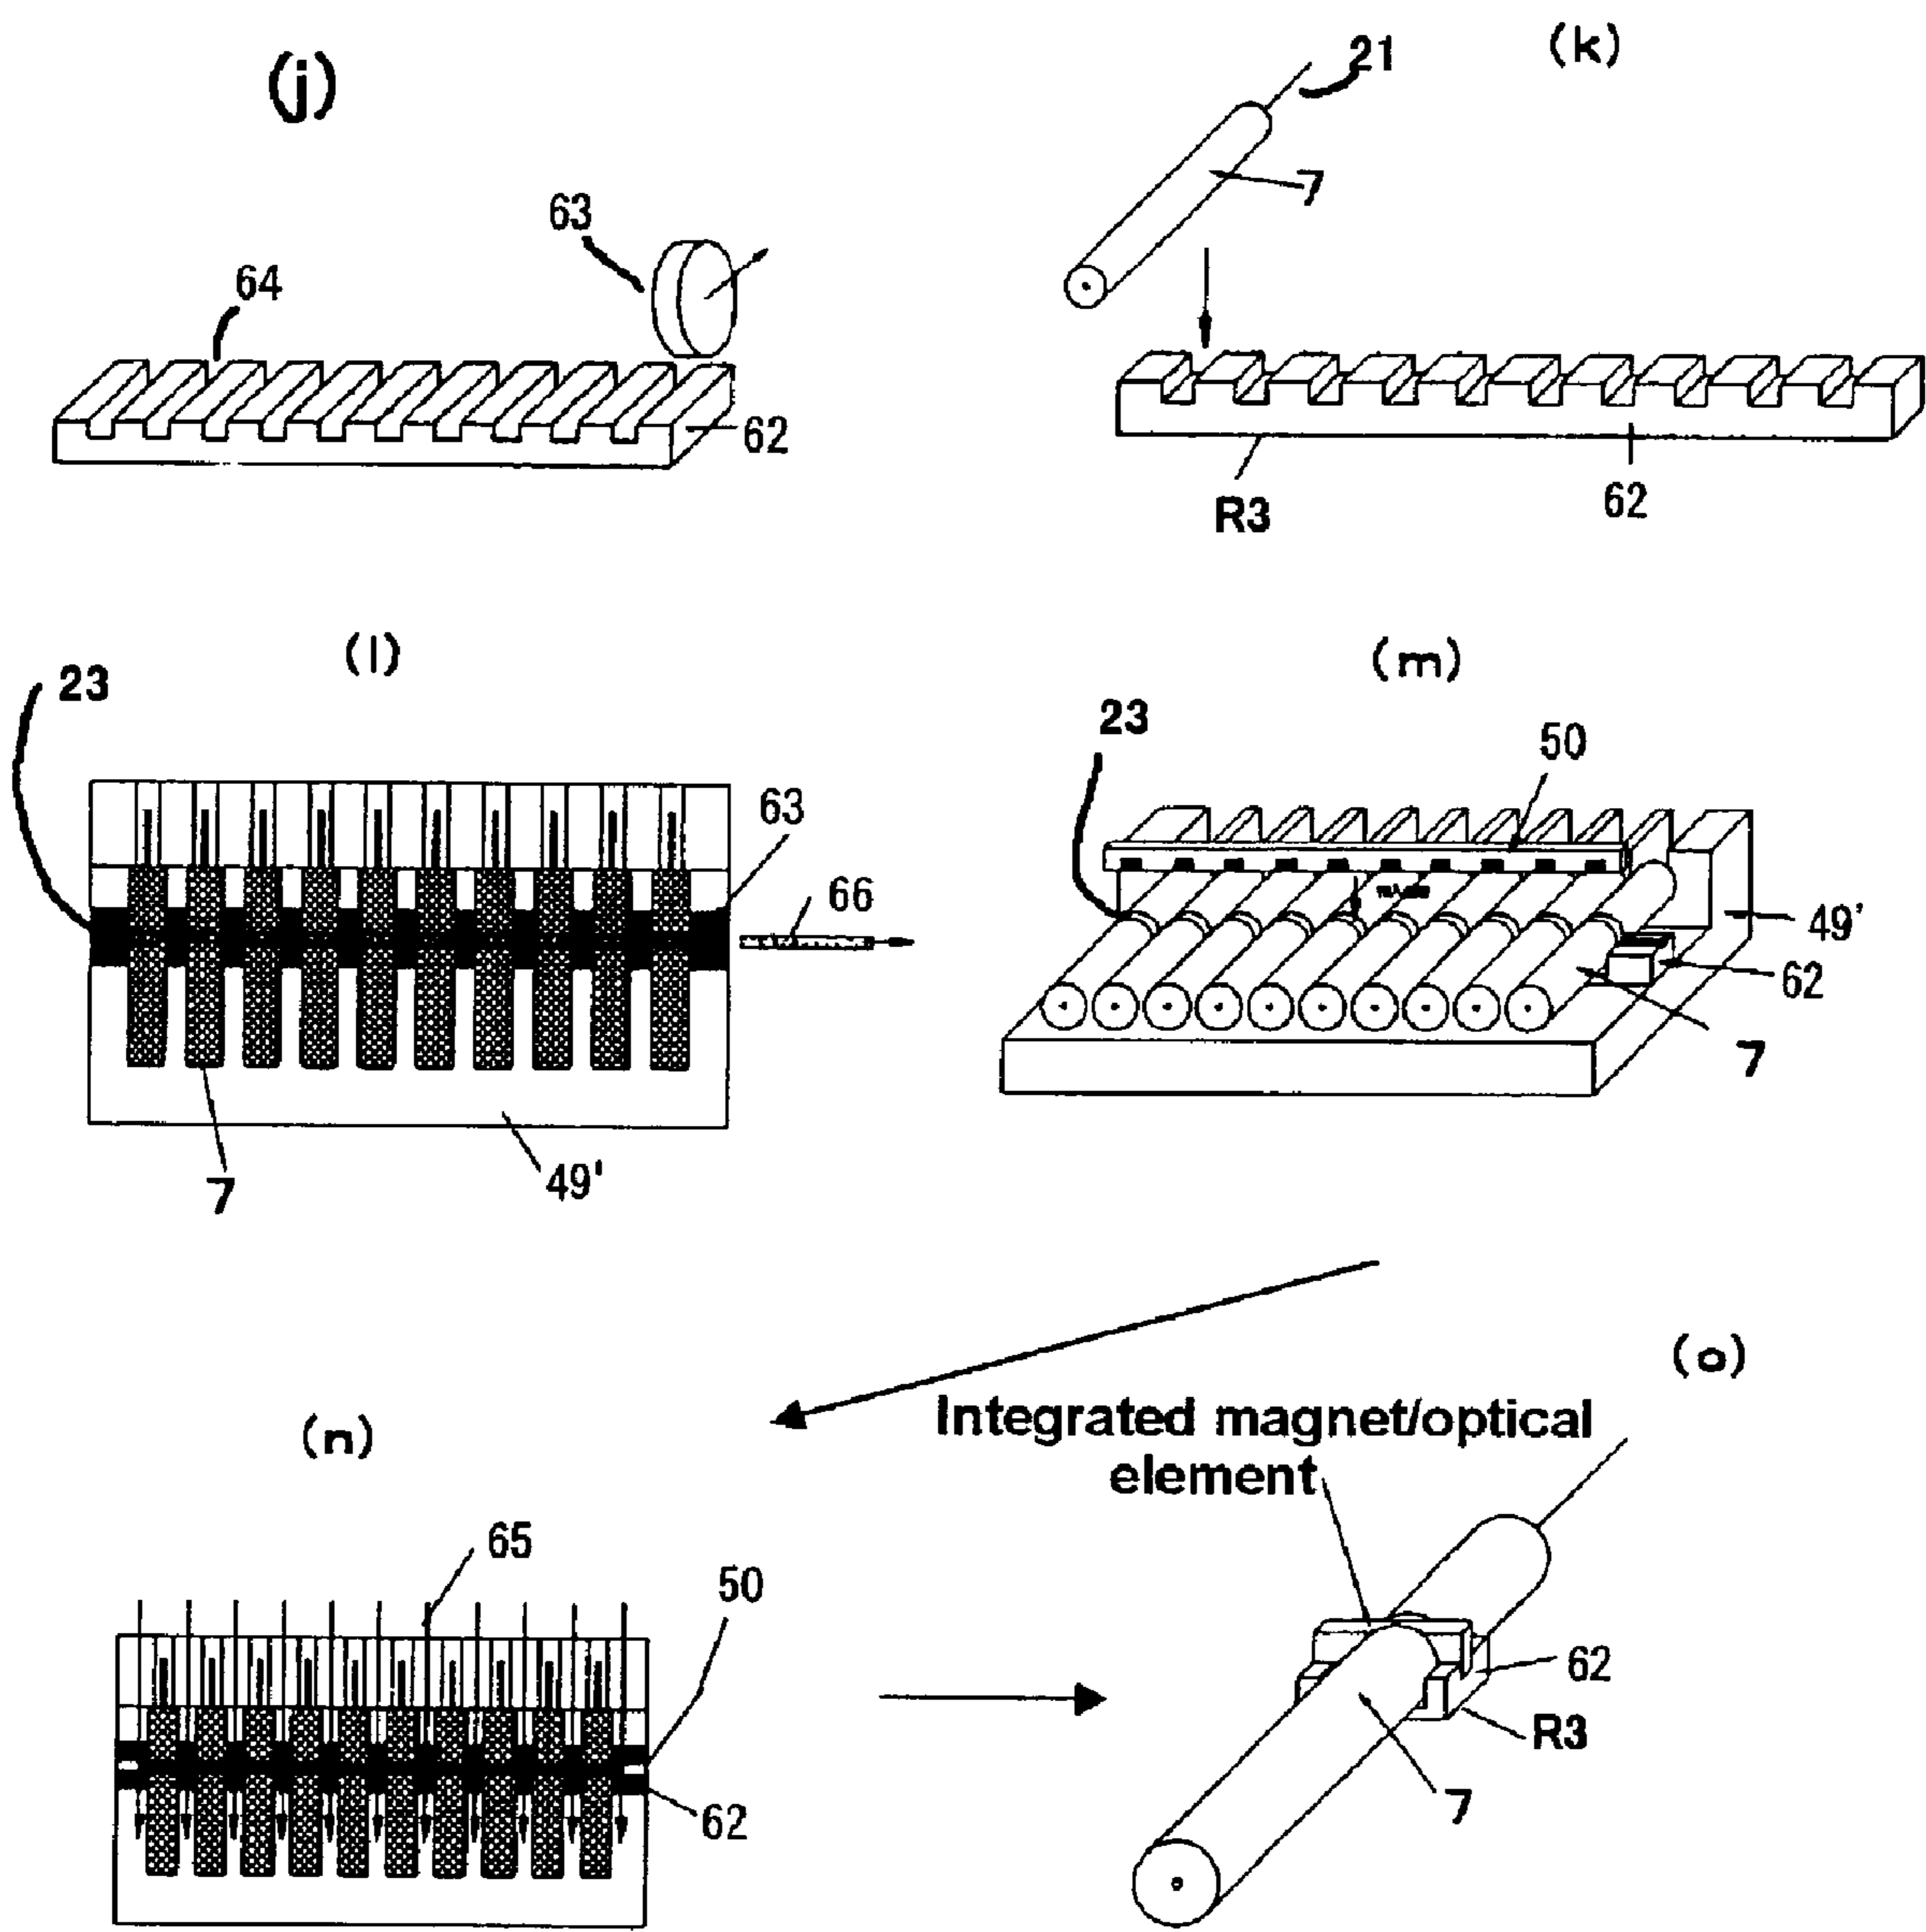 (j)
63
64
62
(k)
21
7
R3
62
(l)
23
63
66
7
49'
(m)
23
50
49'
62
7
(n)
65
50
62
(o)
Integrated magnet/optical
element
62
R3
7